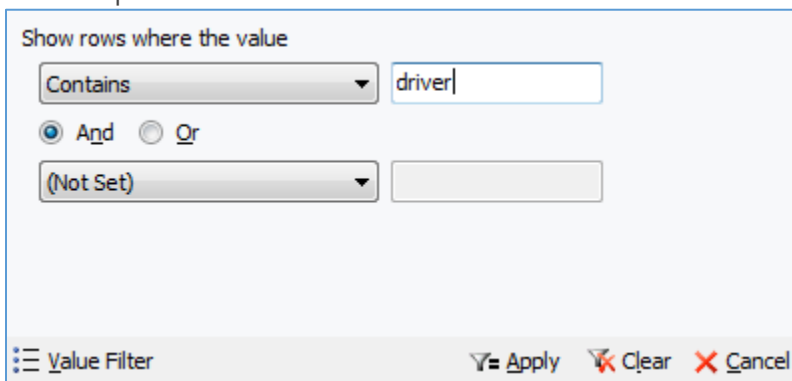 Show rows where the value
Contains driver
And Or
(Not Set)
Value Filter Apply Clear Cancel